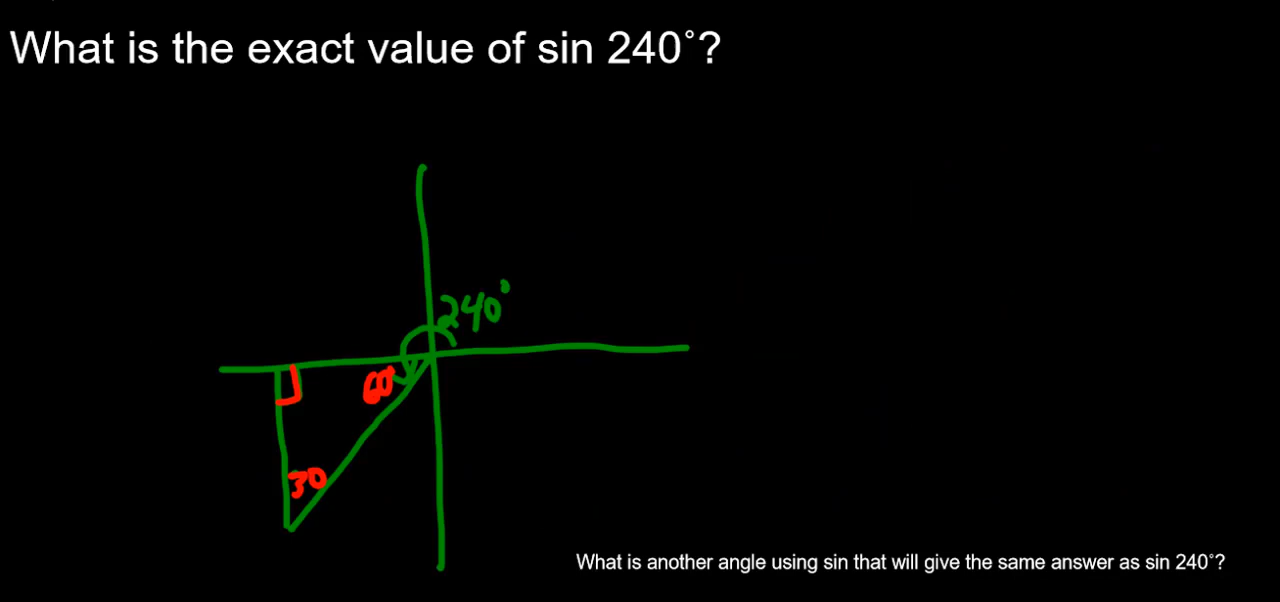 What is the exact value of sin 240°?
240°
60°
30
What is another angle using sin that will give the same answer as sin 240°?